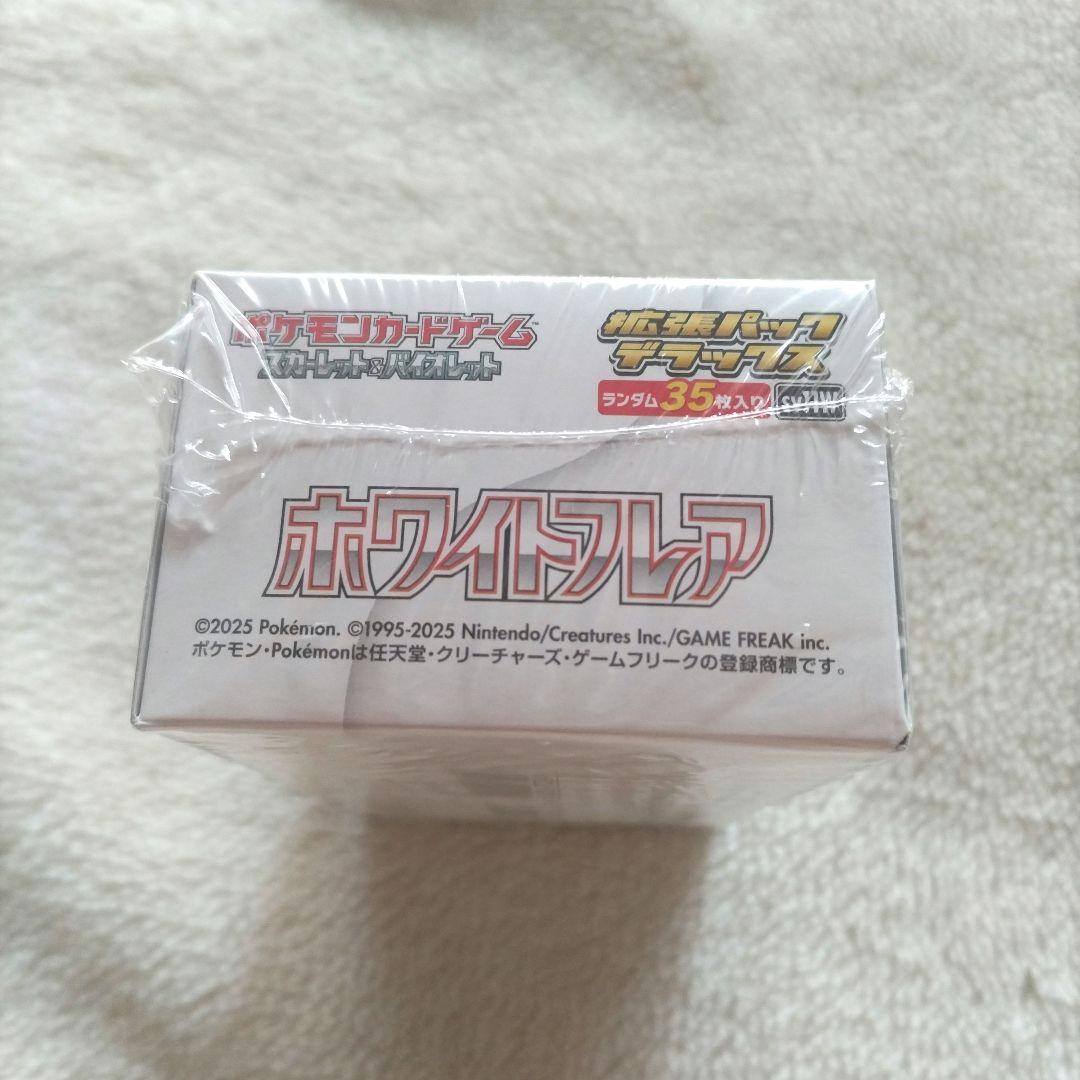 ポケモンカードゲーム™
スカーレット&バイオレット
拡張パック
デラックス
ランダム35枚入り
sv11W
ホワイトフレア
©2025 Pokémon. ©1995-2025 Nintendo/Creatures Inc./GAME FREAK inc.
ポケモン・Pokémonは任天堂・クリーチャーズ・ゲームフリークの登録商標です。